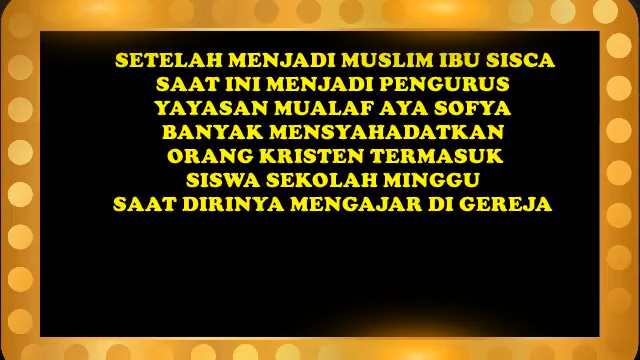 SETELAH MENJADI MUSLIM IBU SISCA
SAAT INI MENJADI PENGURUS
YAYASAN MUALAF AYA SOFYA
BANYAK MENSYAHADATKAN
ORANG KRISTEN TERMASUK
SISWA SEKOLAH MINGGU
SAAT DIRINYA MENGAJAR DI GEREJA